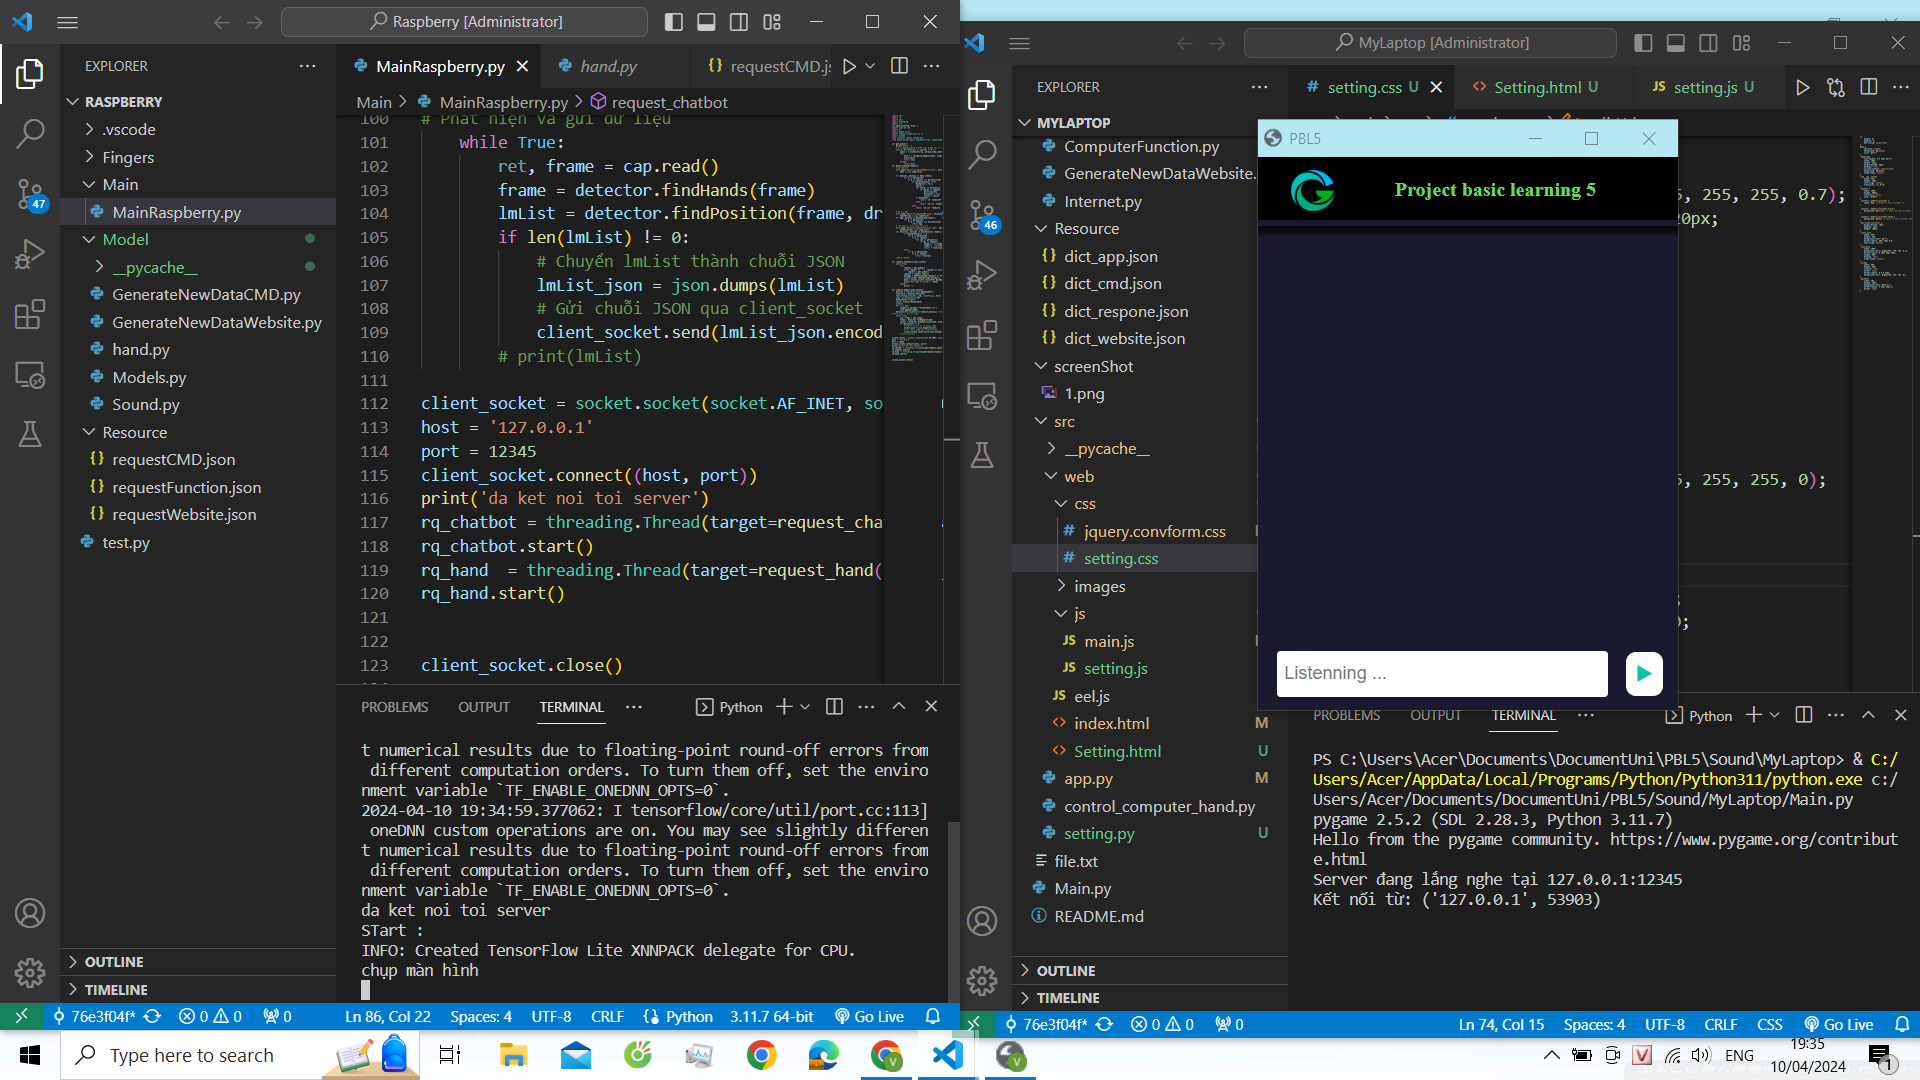 Raspberry [Administrator]
EXPLORER
RASPBERRY
.vscode
Fingers
Main
MainRaspberry.py
Model
__pycache__
GenerateNewDataCMD.py
GenerateNewDataWebsite.py
hand.py
Models.py
Sound.py
Resource
requestCMD.json
requestFunction.json
requestWebsite.json
test.py
OUTLINE
TIMELINE
47
MainRaspberry.py
hand.py
requestCMD.js
Main > MainRaspberry.py > request_chatbot
100 # Phát hiện và gửi dữ liệu
101 while True:
102 ret, frame = cap.read()
103 frame = detector.findHands(frame)
104 lmList = detector.findPosition(frame, dr
105 if len(lmList) != 0:
106 # Chuyển lmList thành chuỗi JSON
107 lmList_json = json.dumps(lmList)
108 # Gửi chuỗi JSON qua client_socket
109 client_socket.send(lmList_json.encod
110 # print(lmList)
111
112 client_socket = socket.socket(socket.AF_INET, so
113 host = '127.0.0.1'
114 port = 12345
115 client_socket.connect((host, port))
116 print('da ket noi toi server')
117 rq_chatbot = threading.Thread(target=request_cha
118 rq_chatbot.start()
119 rq_hand  = threading.Thread(target=request_hand(
120 rq_hand.start()
121
122
123 client_socket.close()
PROBLEMS OUTPUT TERMINAL Python
t numerical results due to floating-point round-off errors from
different computation orders. To turn them off, set the enviro
nment variable `TF_ENABLE_ONEDNN_OPTS=0`.
2024-04-10 19:34:59.377062: I tensorflow/core/util/port.cc:113]
oneDNN custom operations are on. You may see slightly differen
t numerical results due to floating-point round-off errors from
different computation orders. To turn them off, set the enviro
nment variable `TF_ENABLE_ONEDNN_OPTS=0`.
da ket noi toi server
STart :
INFO: Created TensorFlow Lite XNNPACK delegate for CPU.
chụp màn hình
76e3f04f* 0 0 0 Ln 86, Col 22 Spaces: 4 UTF-8 CRLF Python 3.11.7 64-bit Go Live
MyLaptop [Administrator]
EXPLORER
MYLAPTOP
ComputerFunction.py
GenerateNewDataWebsite.
Internet.py
Resource
dict_app.json
dict_cmd.json
dict_respone.json
dict_website.json
screenShot
1.png
src
__pycache__
web
css
jquery.convform.css
setting.css
images
js
main.js
setting.js
eel.js
index.html M
Setting.html U
app.py M
control_computer_hand.py
setting.py U
file.txt
Main.py
README.md
OUTLINE
TIMELINE
46
setting.css U
Setting.html U
setting.js U
PBL5
Project basic learning 5
Listenning ...
5, 255, 255, 0.7);
0px;
5, 255, 255, 0);
);
PROBLEMS OUTPUT TERMINAL Python
PS C:\Users\Acer\Documents\DocumentUni\PBL5\Sound\MyLaptop> & C:/
Users/Acer/AppData/Local/Programs/Python/Python311/python.exe c:/
Users/Acer/Documents/DocumentUni/PBL5/Sound/MyLaptop/Main.py
pygame 2.5.2 (SDL 2.28.3, Python 3.11.7)
Hello from the pygame community. https://www.pygame.org/contribut
e.html
Server đang lắng nghe tại 127.0.0.1:12345
Kết nối từ: ('127.0.0.1', 53903)
76e3f04f* 0 0 0 Ln 74, Col 15 Spaces: 4 UTF-8 CRLF CSS Go Live
Type here to search
ENG
19:35
10/04/2024
1